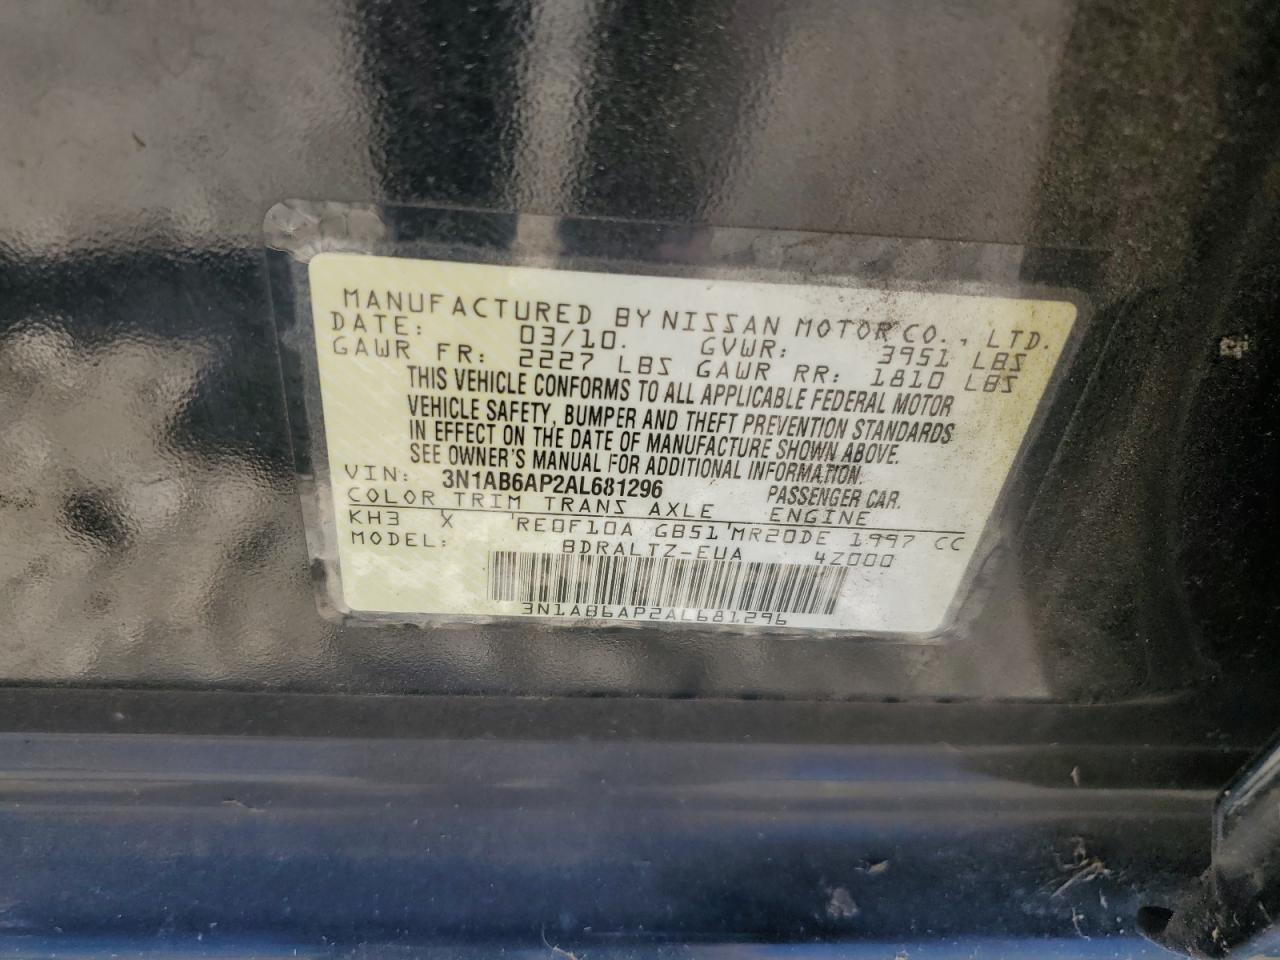 MANUFACTURED BY NISSAN MOTOR CO., LTD.
DATE: 03/10. GVWR: 3951 LBS
GAWR FR: 2227 LBS GAWR RR: 1810 LBS
THIS VEHICLE CONFORMS TO ALL APPLICABLE FEDERAL MOTOR
VEHICLE SAFETY, BUMPER AND THEFT PREVENTION STANDARDS
IN EFFECT ON THE DATE OF MANUFACTURE SHOWN ABOVE.
SEE OWNER'S MANUAL FOR ADDITIONAL INFORMATION.
VIN: 3N1AB6AP2AL681296 PASSENGER CAR.
COLOR TRIM TRANS AXLE ENGINE
KH3 X 'RE0F10A GB51'MR20DE 1997 CC
MODEL: BDRALTZ-EUA 4Z000
3N1AB6AP2AL681296